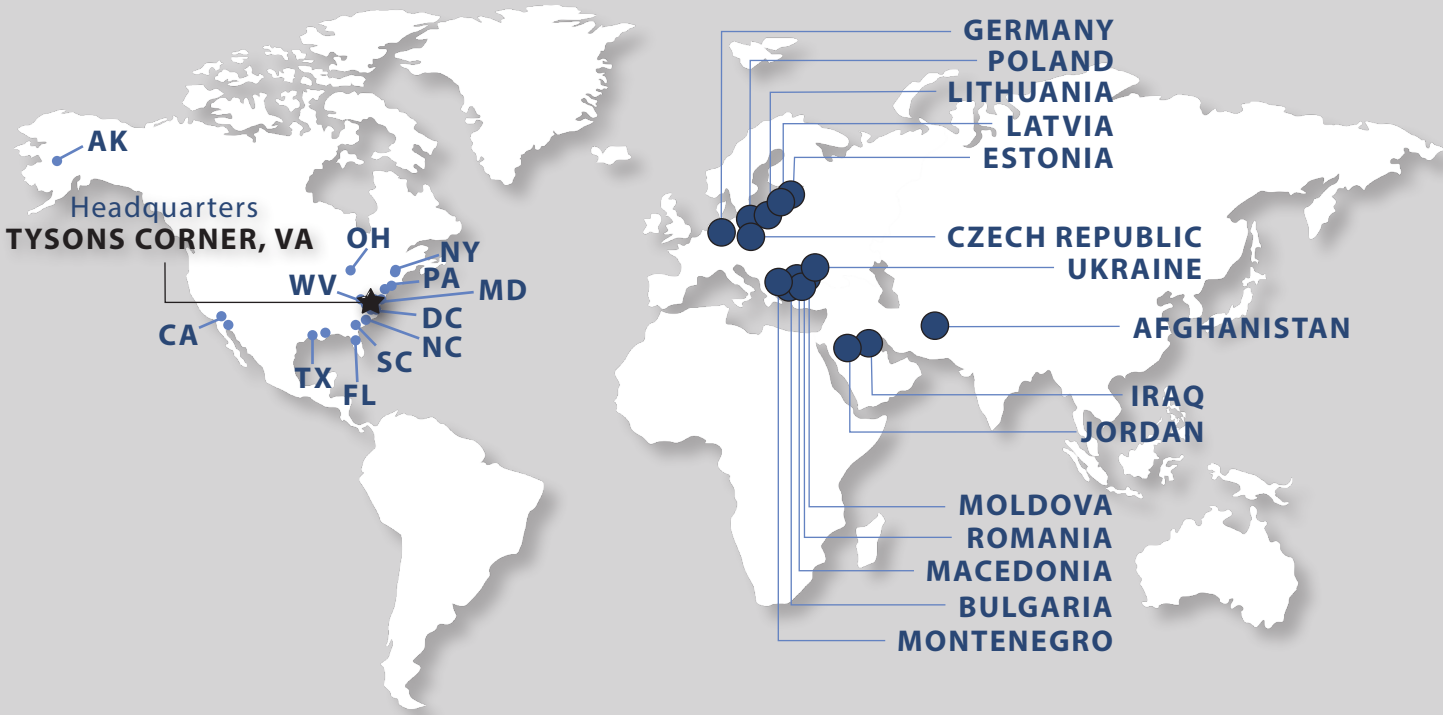 AK
Headquarters
TYSONS CORNER, VA
OH
NY
WV
PA
MD
DC
CA
NC
SC
TX
FL
GERMANY
POLAND
LITHUANIA
LATVIA
ESTONIA
CZECH REPUBLIC
UKRAINE
AFGHANISTAN
IRAQ
JORDAN
MOLDOVA
ROMANIA
MACEDONIA
BULGARIA
MONTENEGRO